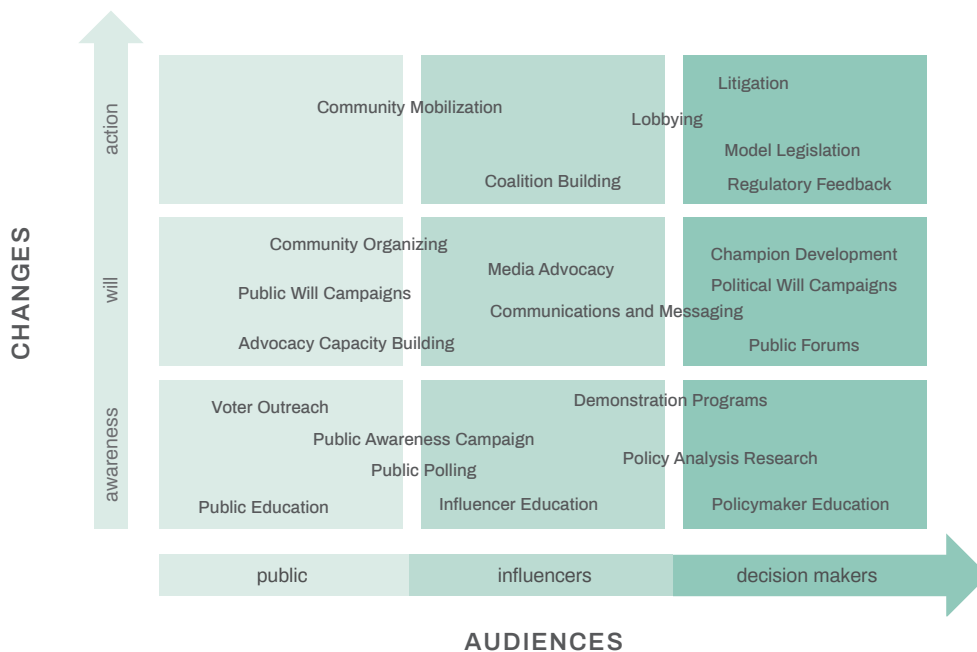 Litigation
Community Mobilization
Lobbying
Model Legislation
Coalition Building
Regulatory Feedback
action
Community Organizing
Champion Development
Media Advocacy
Political Will Campaigns
Public Will Campaigns
Communications and Messaging
Advocacy Capacity Building
Public Forums
will
CHANGES
Demonstration Programs
Voter Outreach
Public Awareness Campaign
Policy Analysis Research
Public Polling
Influencer Education
Policymaker Education
Public Education
awareness
public
influencers
decision makers
AUDIENCES